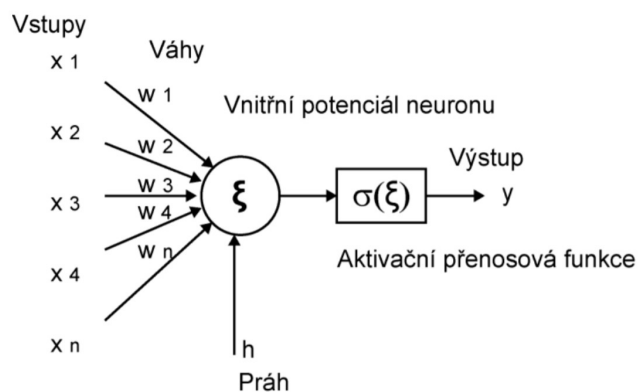 Vstupy
Váhy
x 1
w 1
Vnitřní potenciál neuronu
x 2
w 2
Výstup
w 3
ξ
σ(ξ)
y
x 3
w 4
w n
Aktivační přenosová funkce
x 4
x n
h
Práh